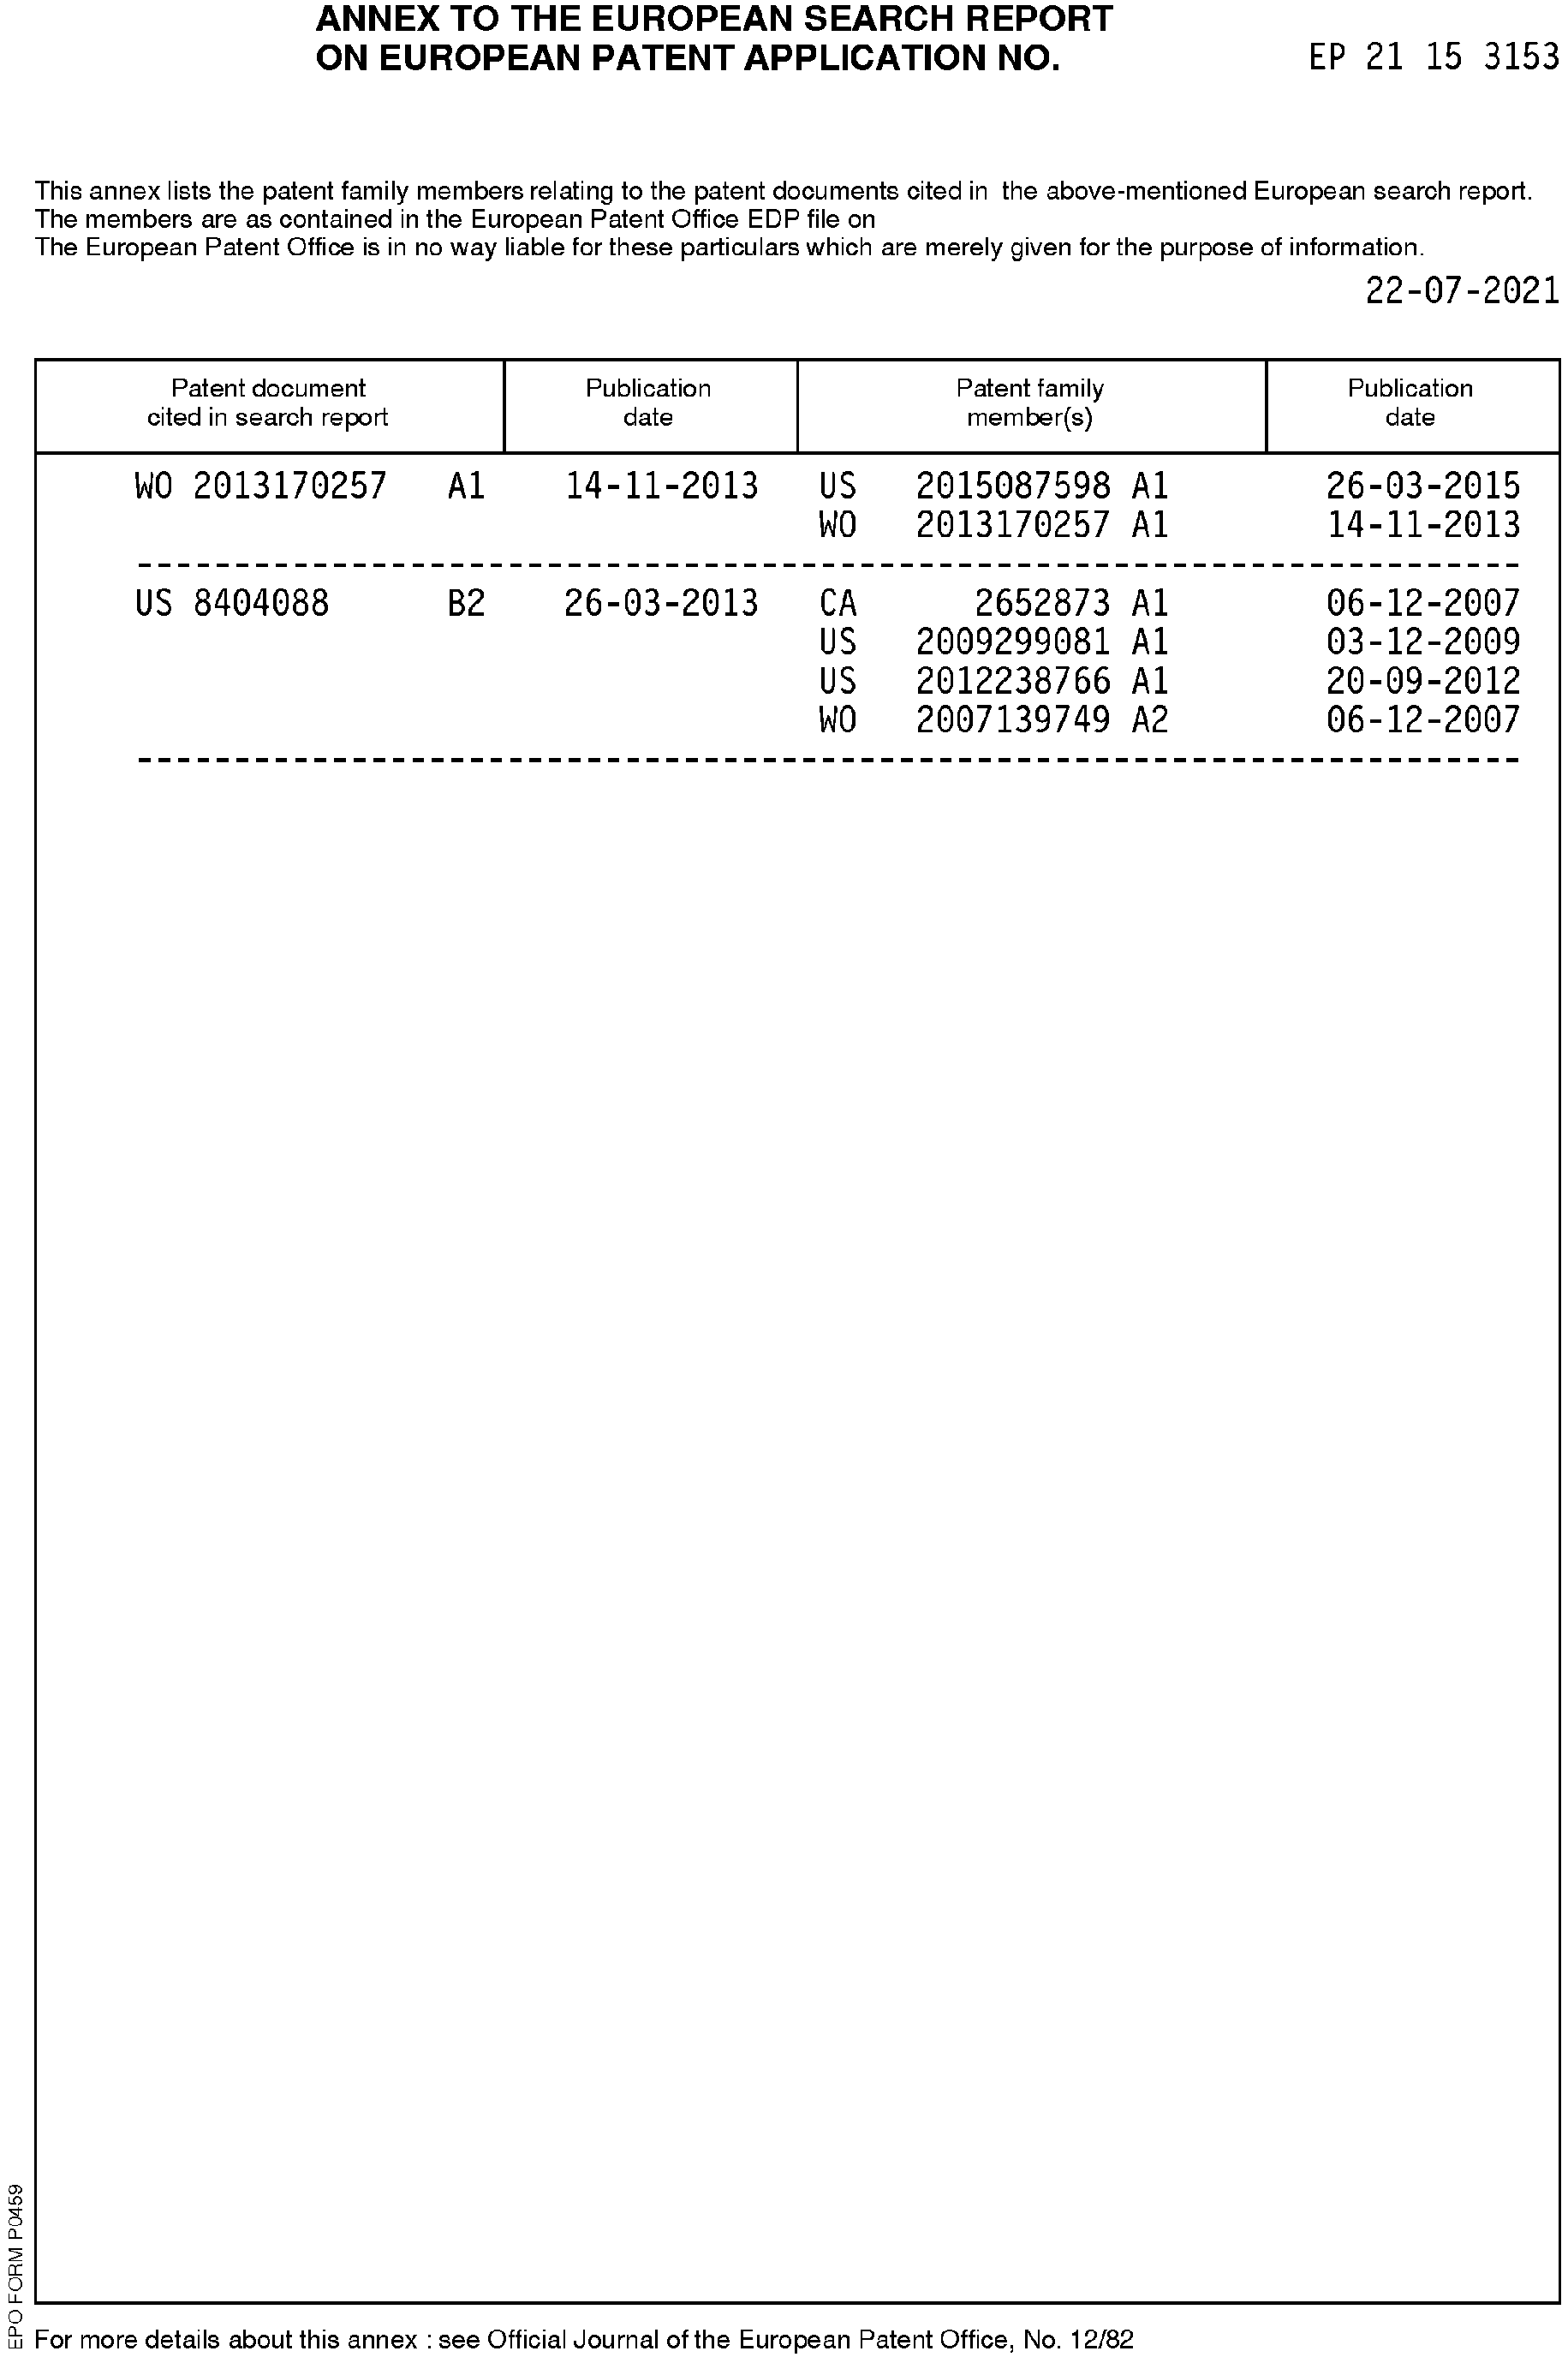 ANNEX TO THE EUROPEAN SEARCH REPORT
ON EUROPEAN PATENT APPLICATION NO. EP 21 15 3153
This annex lists the patent family members relating to the patent documents cited in the above-mentioned European search report.
The members are as contained in the European Patent Office EDP file on
The European Patent Office is in no way liable for these particulars which are merely given for the purpose of information.
22-07-2021
Patent document cited in search report | Publication date | Patent family member(s) | Publication date
WO 2013170257 A1 14-11-2013 US 2015087598 A1 26-03-2015
WO 2013170257 A1 14-11-2013
US 8404088 B2 26-03-2013 CA 2652873 A1 06-12-2007
US 2009299081 A1 03-12-2009
US 2012238766 A1 20-09-2012
WO 2007139749 A2 06-12-2007
EPO FORM P0459
For more details about this annex : see Official Journal of the European Patent Office, No. 12/82